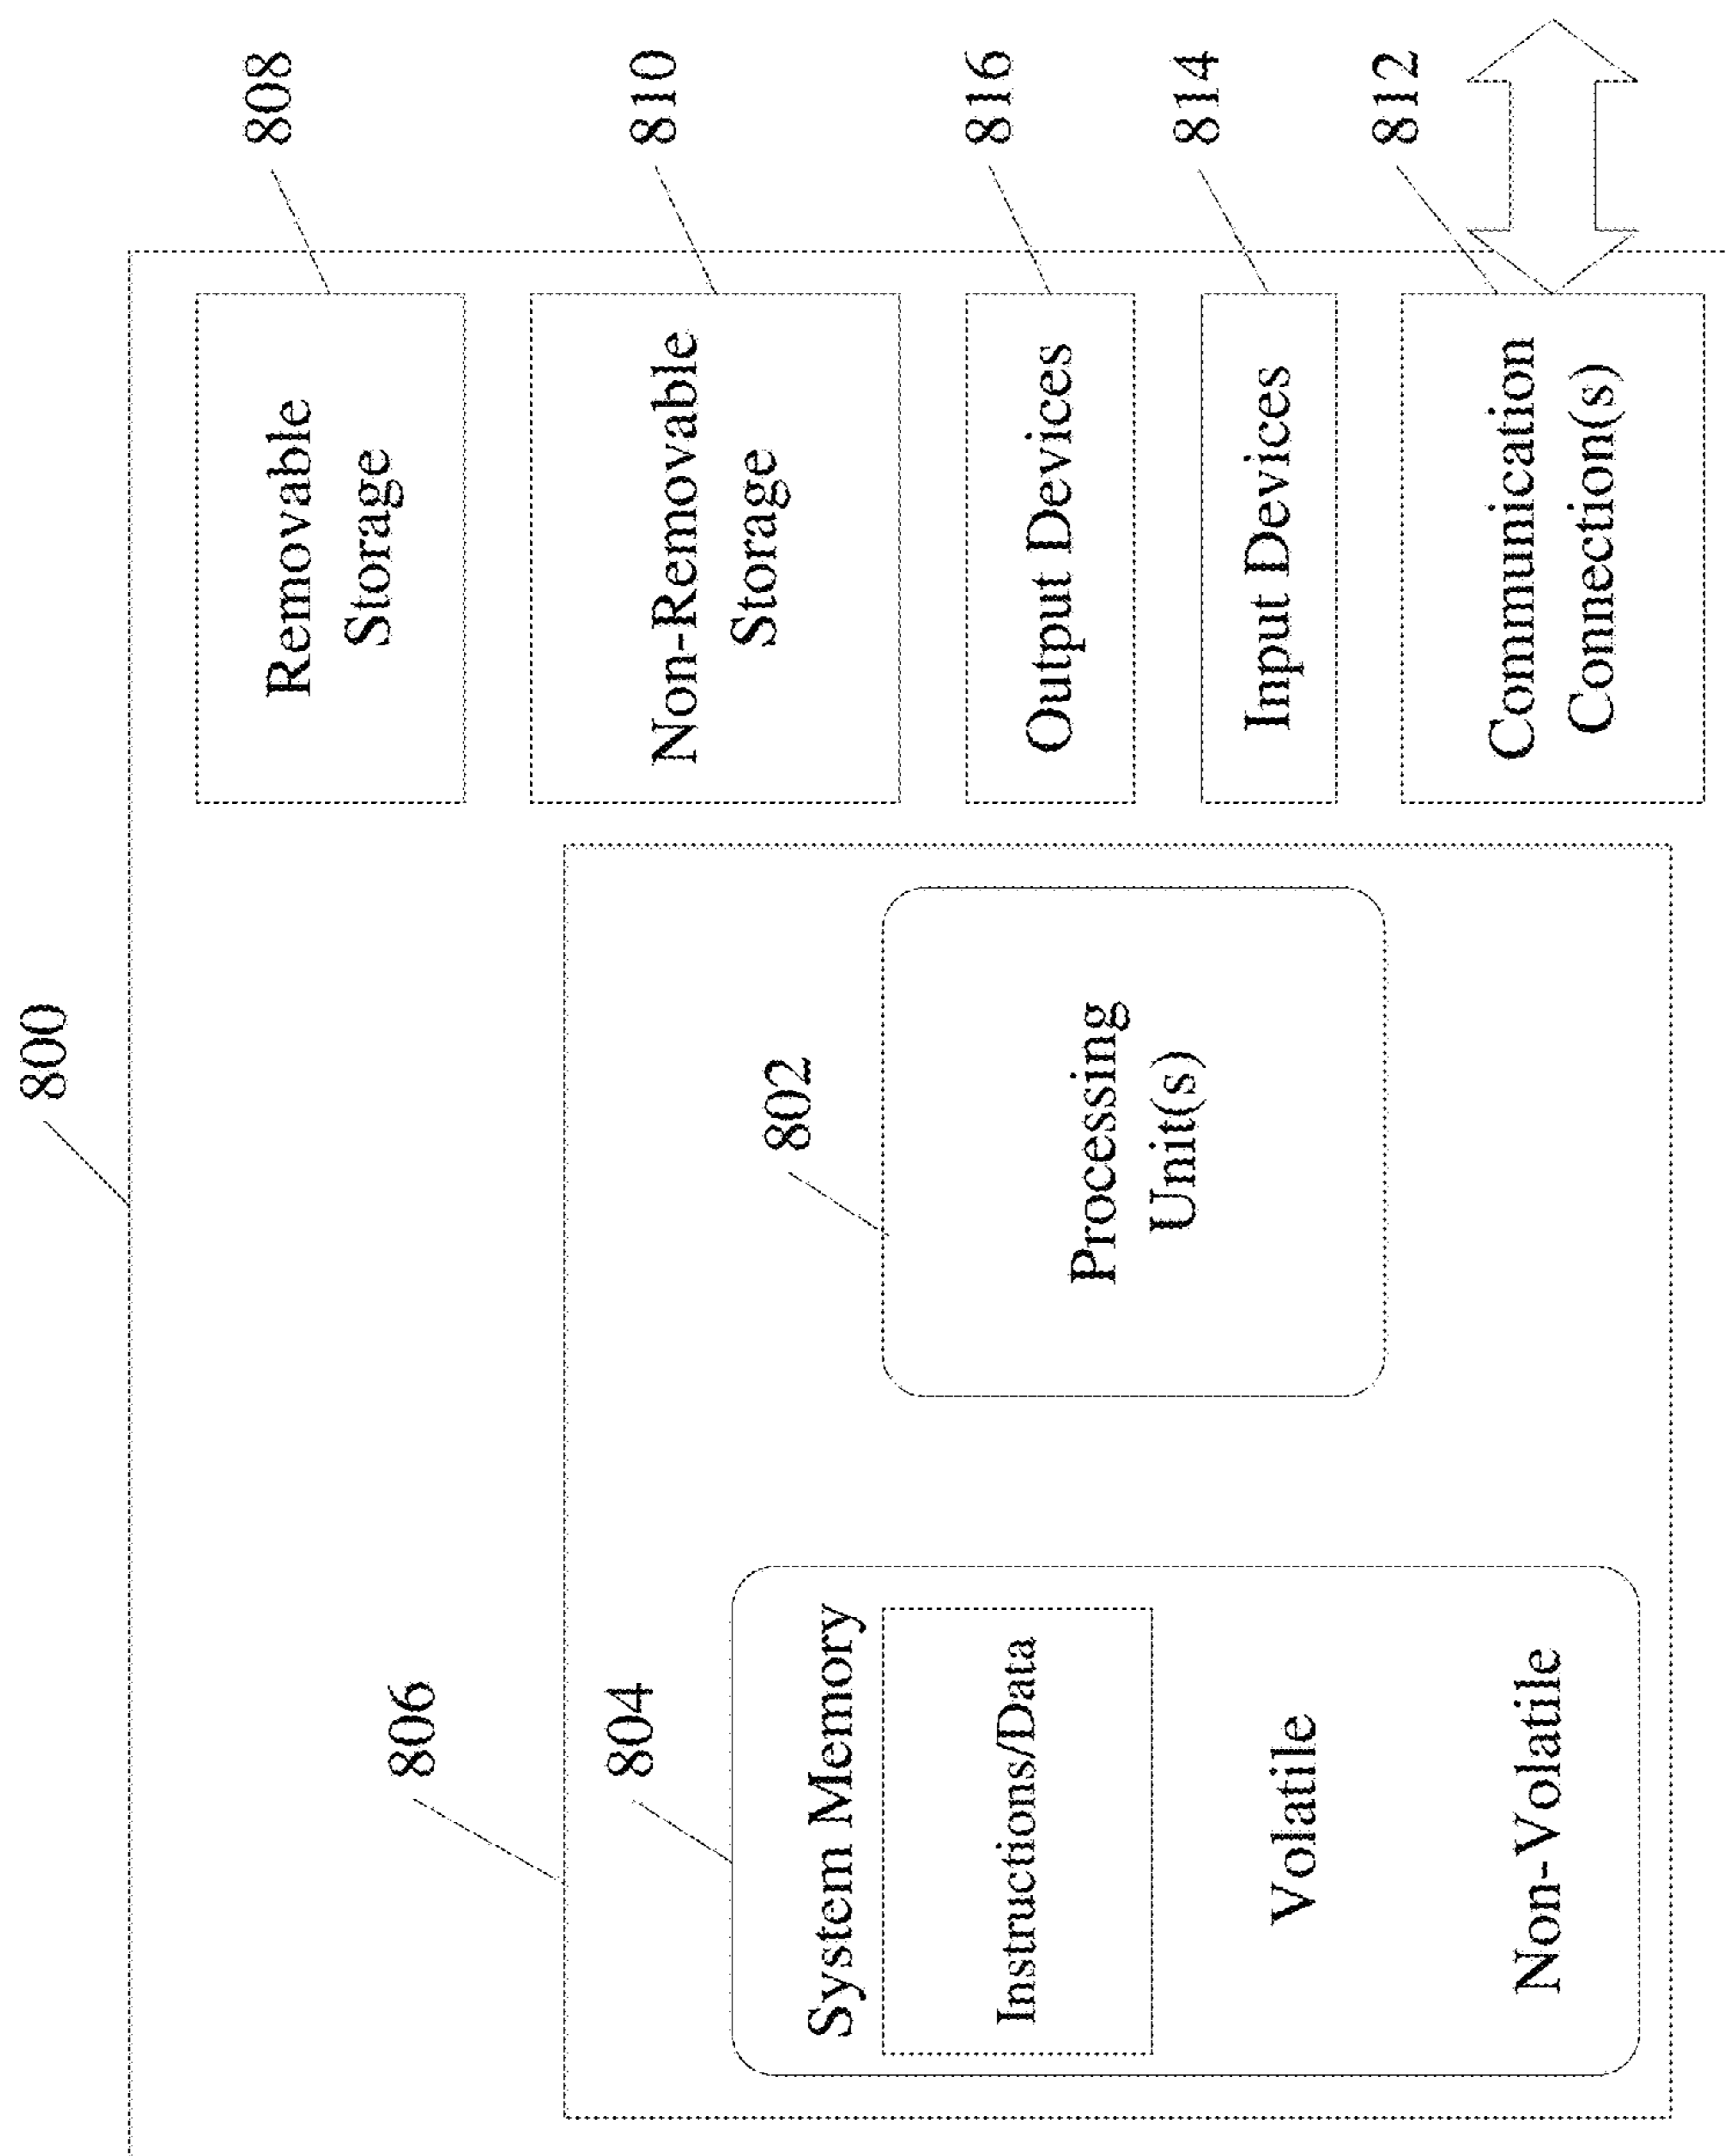 800
806
804
System Memory
Instructions/Data
Volatile
Non-Volatile
802
Processing
Unit(s)
Removable
Storage
808
Non-Removable
Storage
810
Output Devices
816
Input Devices
814
Communication
Connection(s)
812